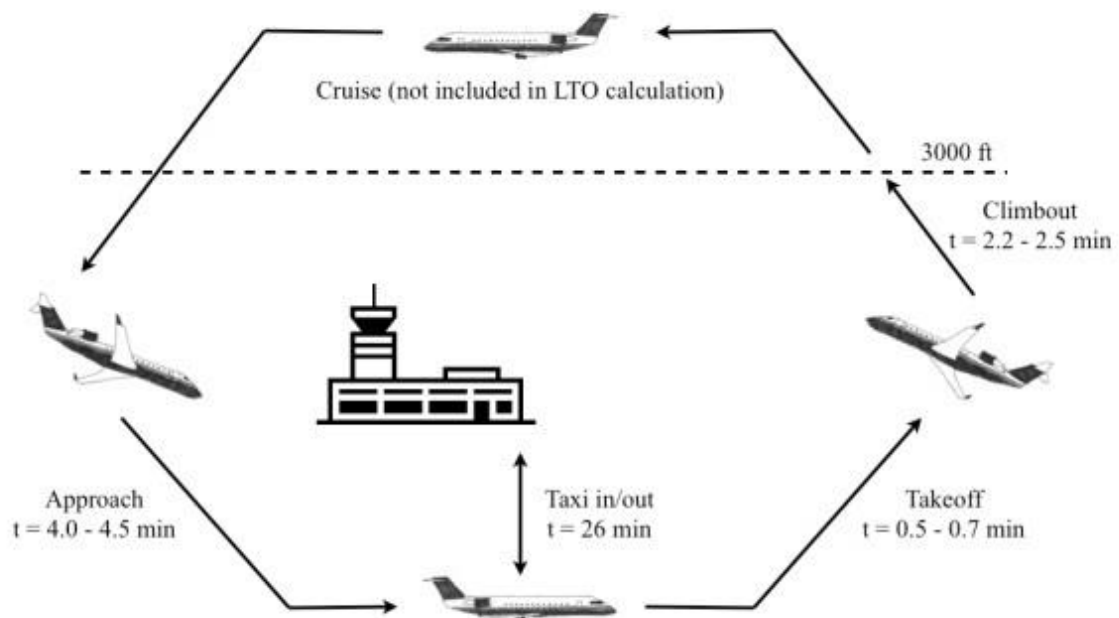 Cruise (not included in LTO calculation)
3000 ft
Climbout
t = 2.2 - 2.5 min
Approach
t = 4.0 - 4.5 min
Taxi in/out
t = 26 min
Takeoff
t = 0.5 - 0.7 min